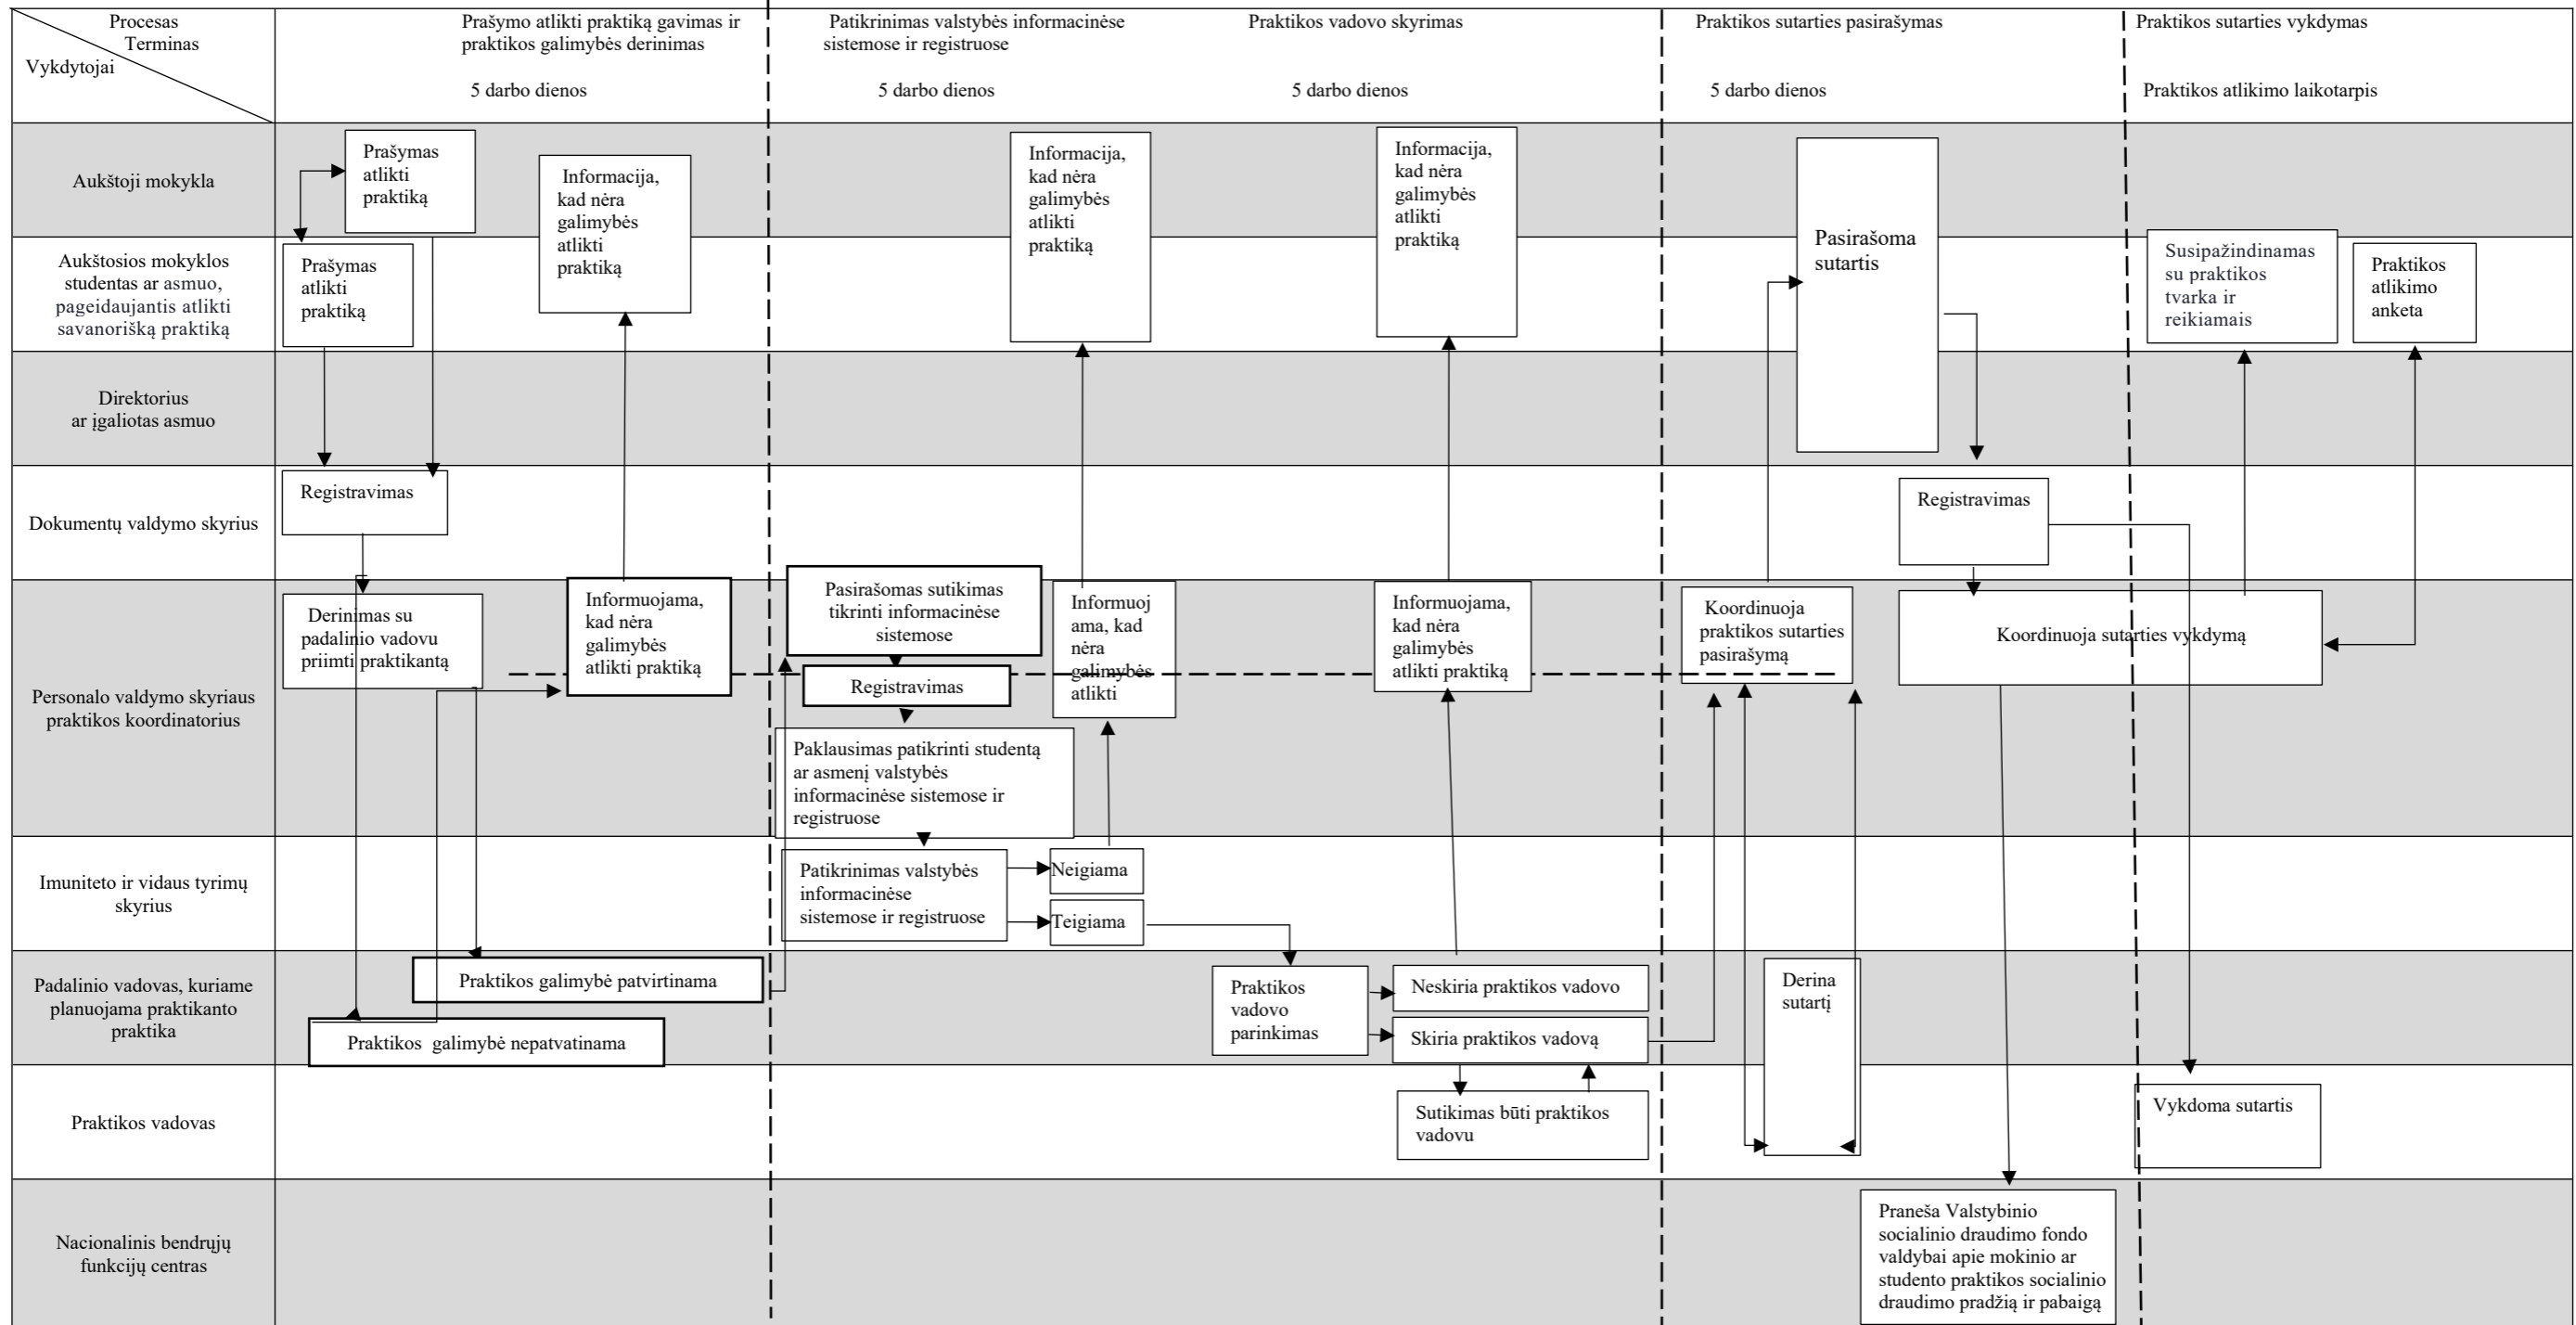 Procesas
Terminas
Vykdytojai
Prašymo atlikti praktiką gavimas ir
praktikos galimybės derinimas
5 darbo dienos
Patikrinimas valstybės informacinėse
sistemose ir registruose
5 darbo dienos
Praktikos vadovo skyrimas
5 darbo dienos
Praktikos sutarties pasirašymas
5 darbo dienos
Praktikos sutarties vykdymas
Praktikos atlikimo laikotarpis
Aukštoji mokykla
Prašymas
atlikti
praktiką
Informacija,
kad nėra
galimybės
atlikti
praktiką
Informacija,
kad nėra
galimybės
atlikti
praktiką
Informacija,
kad nėra
galimybės
atlikti
praktiką
Pasirašoma
sutartis
Aukštosios mokyklos
studentas ar asmuo,
pageidaujantis atlikti
savanorišką praktiką
Prašymas
atlikti
praktiką
Susipažindinamas
su praktikos
tvarka ir
reikiamais
Praktikos
atlikimo
anketa
Direktorius
ar įgaliotas asmuo
Dokumentų valdymo skyrius
Registravimas
Registravimas
Personalo valdymo skyriaus
praktikos koordinatorius
Derinimas su
padalinio vadovu
priimti praktikantą
Informuojama,
kad nėra
galimybės
atlikti praktiką
Pasirašomas sutikimas
tikrinti informacinėse
sistemose
Registravimas
Paklausimas patikrinti studentą
ar asmenį valstybės
informacinėse sistemose ir
registruose
Informuoj
ama, kad
nėra
galimybės
atlikti
Informuojama,
kad nėra
galimybės
atlikti praktiką
Koordinuoja
praktikos sutarties
pasirašymą
Koordinuoja sutarties vykdymą
Imuniteto ir vidaus tyrimų
skyrius
Patikrinimas valstybės
informacinėse
sistemose ir registruose
Neigiama
Teigiama
Padalinio vadovas, kuriame
planuojama praktikanto
praktika
Praktikos galimybė patvirtinama
Praktikos galimybė nepatvatinama
Praktikos
vadovo
parinkimas
Neskiria praktikos vadovo
Skiria praktikos vadovą
Derina
sutartį
Praktikos vadovas
Sutikimas būti praktikos
vadovu
Vykdoma sutartis
Nacionalinis bendrųjų
funkcijų centras
Praneša Valstybinio
socialinio draudimo fondo
valdybai apie mokinio ar
studento praktikos socialinio
draudimo pradžią ir pabaigą